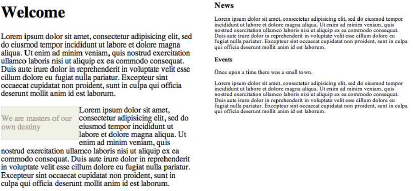 Welcome
Lorem ipsum dolor sit amet, consectetur adipisicing elit, sed
do eiusmod tempor incididunt ut labore et dolore magna
aliqua. Ut enim ad minim veniam, quis nostrud exercitation
ullamco laboris nisi ut aliquip ex ea commodo consequat.
Duis aute irure dolor in reprehenderit in voluptate velit esse
cillum dolore eu fugiat nulla pariatur. Excepteur sint
occaecat cupidatat non proident, sunt in culpa qui officia
deserunt mollit anim id est laborum.
We are masters of our
own destiny
Lorem ipsum dolor sit amet,
consectetur adipisicing elit, sed do
eiusmod tempor incididunt ut
labore et dolore magna aliqua. Ut
enim ad minim veniam, quis
nostrud exercitation ullamco laboris nisi ut aliquip ex ea
commodo consequat. Duis aute irure dolor in reprehenderit
in voluptate velit esse cillum dolore eu fugiat nulla pariatur.
Excepteur sint occaecat cupidatat non proident, sunt in
culpa qui officia deserunt mollit anim id est laborum.
News
Lorem ipsum dolor sit amet, consectetur adipisicing elit, sed do eiusmod tempor
incididunt ut labore et dolore magna aliqua. Ut enim ad minim veniam, quis
nostrud exercitation ullamco laboris nisi ut aliquip ex ea commodo consequat.
Duis aute irure dolor in reprehenderit in voluptate velit esse cillum dolore eu
fugiat nulla pariatur. Excepteur sint occaecat cupidatat non proident, sunt in culpa
qui officia deserunt mollit anim id est laborum.
Events
Once upon a time there was a small town.
Lorem ipsum dolor sit amet, consectetur adipisicing elit, sed do eiusmod tempor
incididunt ut labore et dolore magna aliqua. Ut enim ad minim veniam, quis
nostrud exercitation ullamco laboris nisi ut aliquip ex ea commodo consequat.
Duis aute irure dolor in reprehenderit in voluptate velit esse cillum dolore eu
fugiat nulla pariatur. Excepteur sint occaecat cupidatat non proident, sunt in culpa
qui officia deserunt mollit anim id est laborum.